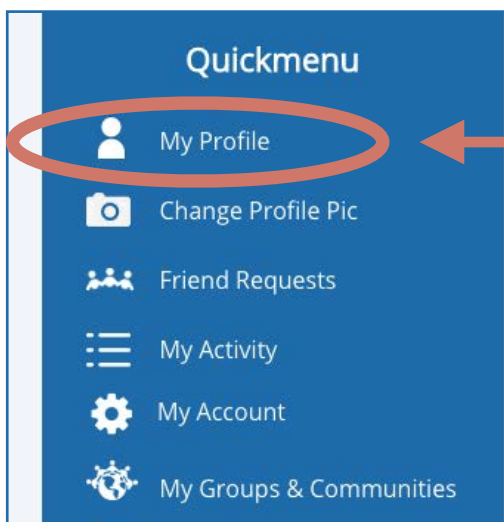 Quickmenu
My Profile
Change Profile Pic
Friend Requests
My Activity
My Account
My Groups & Communities